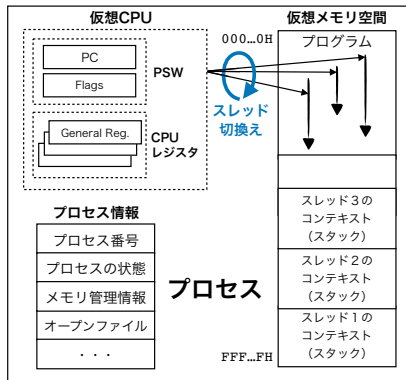 仮想CPU
PC
Flags
PSW
General Reg.
CPU
レジスタ
スレッド
切換え
プロセス情報
プロセス番号
プロセスの状態
メモリ管理情報
オープンファイル
・・・
プロセス
仮想メモリ空間
000…0H
プログラム
スレッド3の
コンテキスト
(スタック)
スレッド2の
コンテキスト
(スタック)
スレッド1の
コンテキスト
(スタック)
FFF…FH